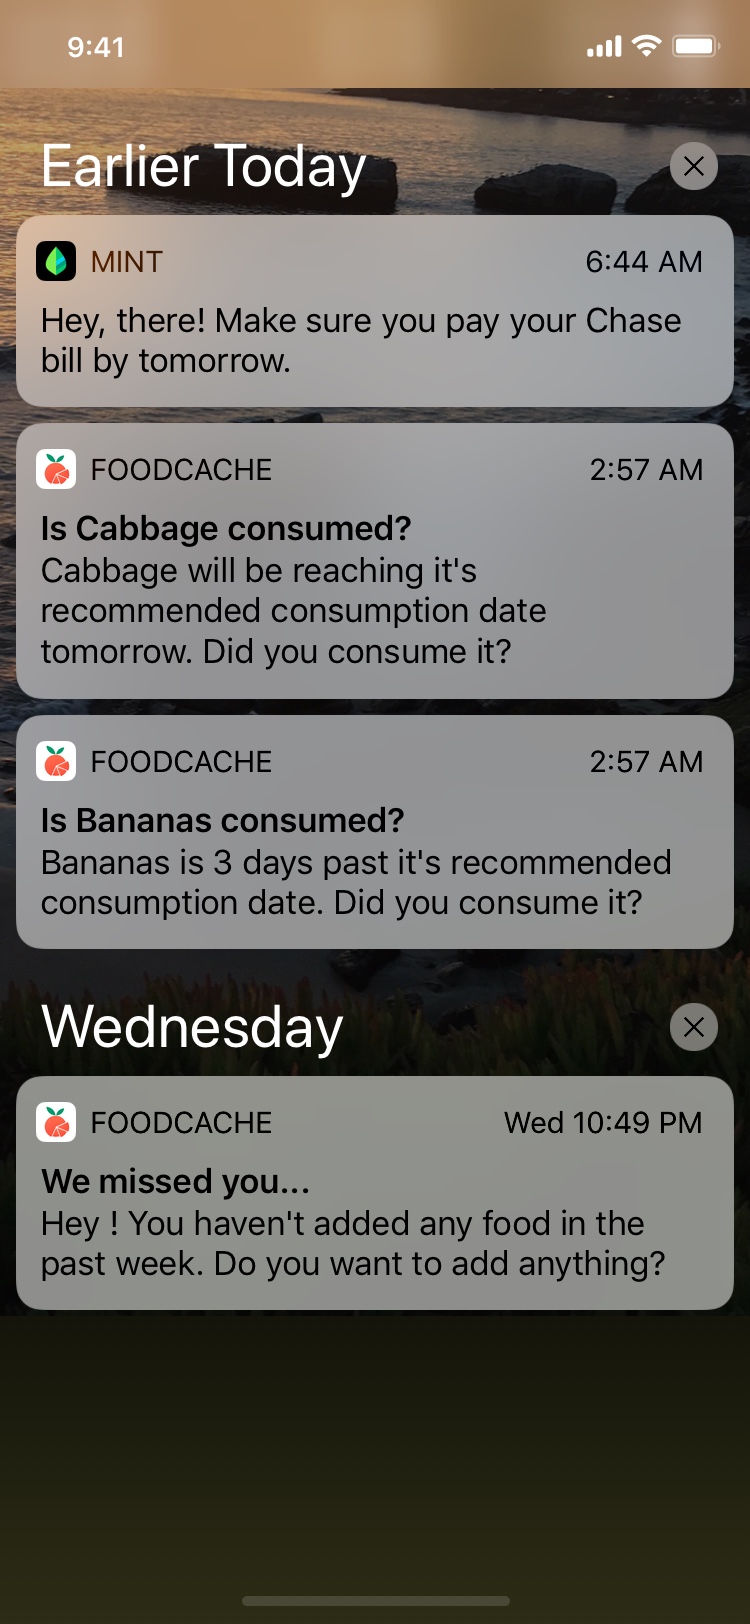 9:41
Earlier Today
MINT 6:44 AM
Hey, there! Make sure you pay your Chase
bill by tomorrow.
FOODCACHE 2:57 AM
Is Cabbage consumed?
Cabbage will be reaching it's
recommended consumption date
tomorrow. Did you consume it?
FOODCACHE 2:57 AM
Is Bananas consumed?
Bananas is 3 days past it's recommended
consumption date. Did you consume it?
Wednesday
FOODCACHE Wed 10:49 PM
We missed you...
Hey ! You haven't added any food in the
past week. Do you want to add anything?